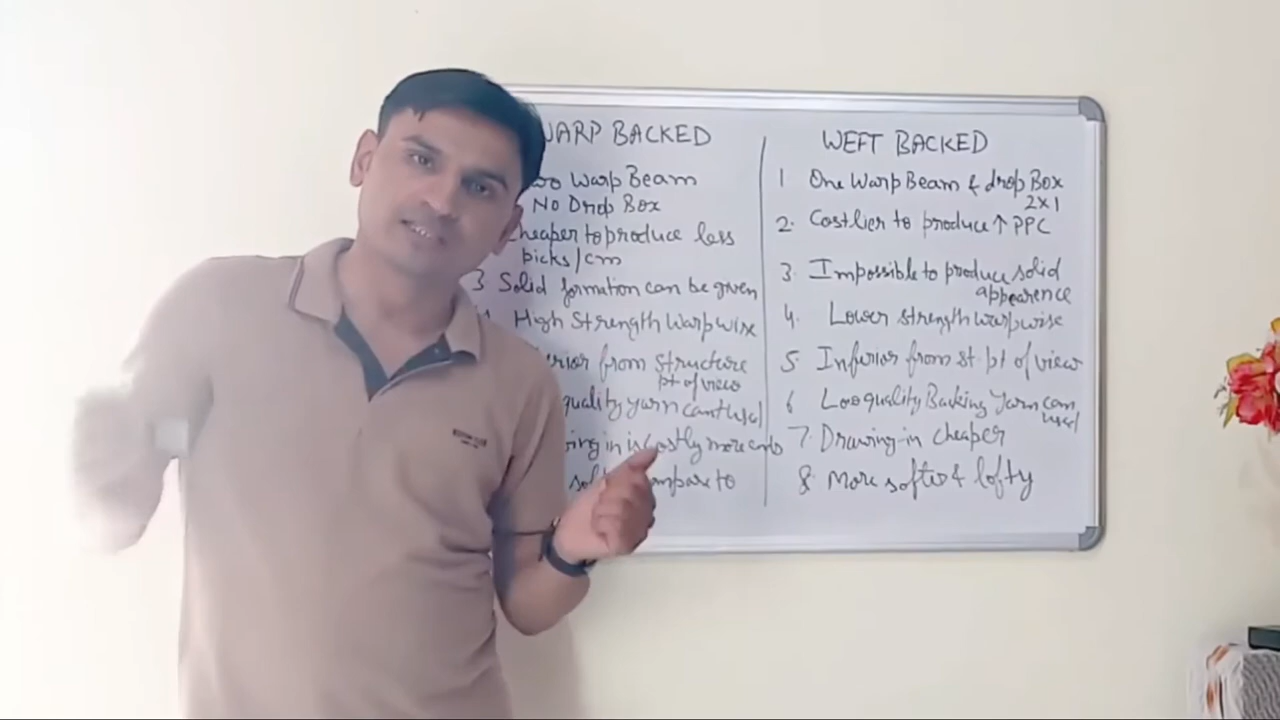 WARP BACKED
Warp Beam
No Drop Box
Cheaper to produce less
picks/cm
3 Solid formation can be given
High Strength Warpwise
from structure
pt of view
quality yarn cant used
in is costly more ends
compare to
WEFT BACKED
1 One Warp Beam & drop Box
2x1
2. Costlier to produce ↑ PPC
3. Impossible to produce solid
appearence
4. Lower strength warpwise
5. Inferior from st. pt of view
6 Loo quality Backing Yarn can
used
7. Drawing-in cheaper
8. More softer & lofty